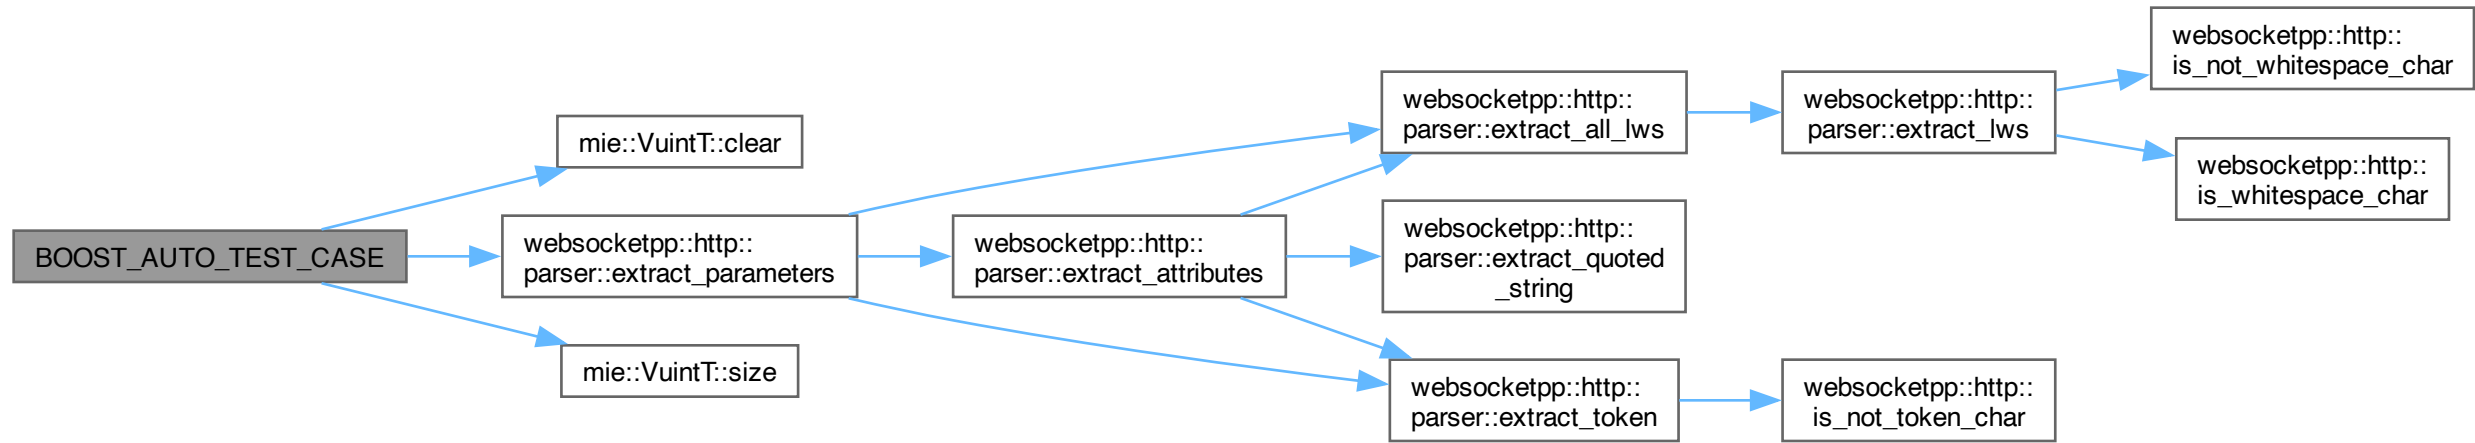 BOOST_AUTO_TEST_CASE
mie::VuintT::clear
websocketpp::http::
parser::extract_parameters
mie::VuintT::size
websocketpp::http::
parser::extract_attributes
websocketpp::http::
parser::extract_all_lws
websocketpp::http::
parser::extract_quoted
_string
websocketpp::http::
parser::extract_token
websocketpp::http::
parser::extract_lws
websocketpp::http::
is_not_token_char
websocketpp::http::
is_not_whitespace_char
websocketpp::http::
is_whitespace_char